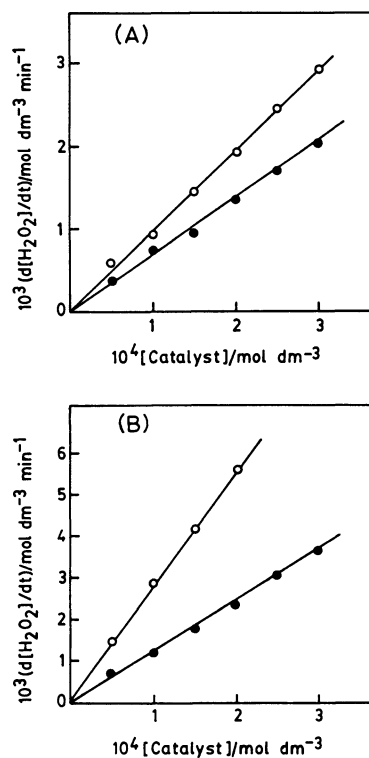 (A)
3
2
1
0
1 2 3
10³(d[H₂O₂]/dt)/mol dm⁻³ min⁻¹
10⁴[Catalyst]/mol dm⁻³
(B)
6
5
4
3
2
1
0
1 2 3
10³(d[H₂O₂]/dt)/mol dm⁻³ min⁻¹
10⁴[Catalyst]/mol dm⁻³